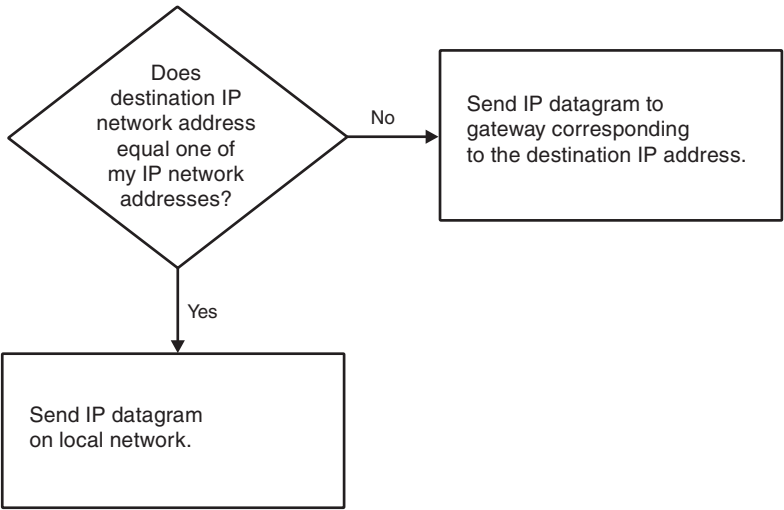 Does
destination IP
network address
equal one of
my IP network
addresses?
No
Send IP datagram to
gateway corresponding
to the destination IP address.
Yes
Send IP datagram
on local network.